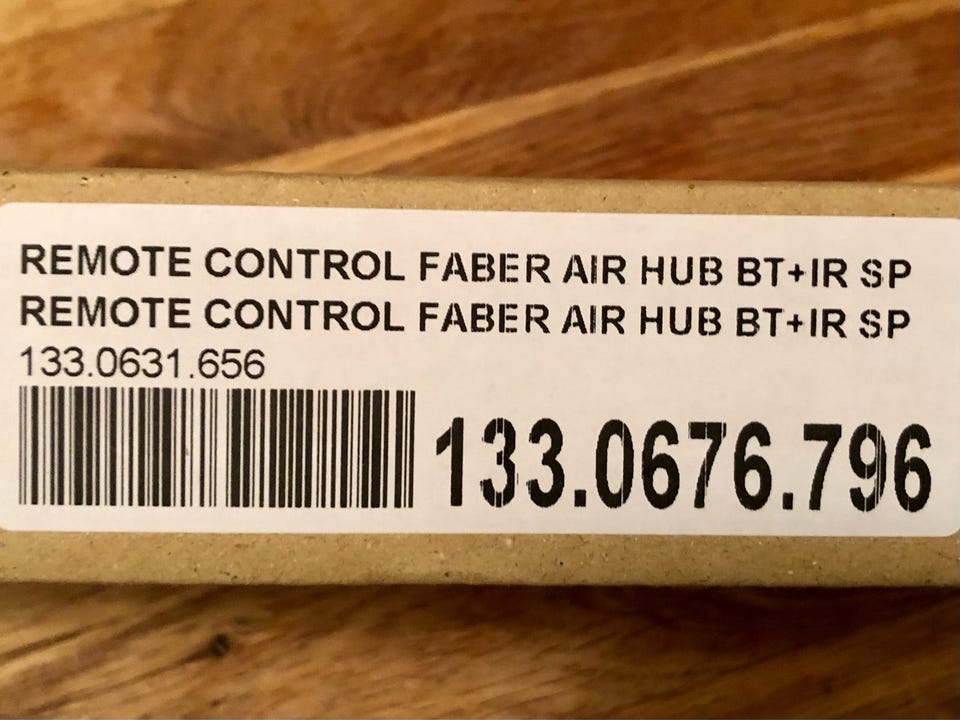 REMOTE CONTROL FABER AIR HUB BT+IR SP
REMOTE CONTROL FABER AIR HUB BT+IR SP
133.0631.656
133.0676.796